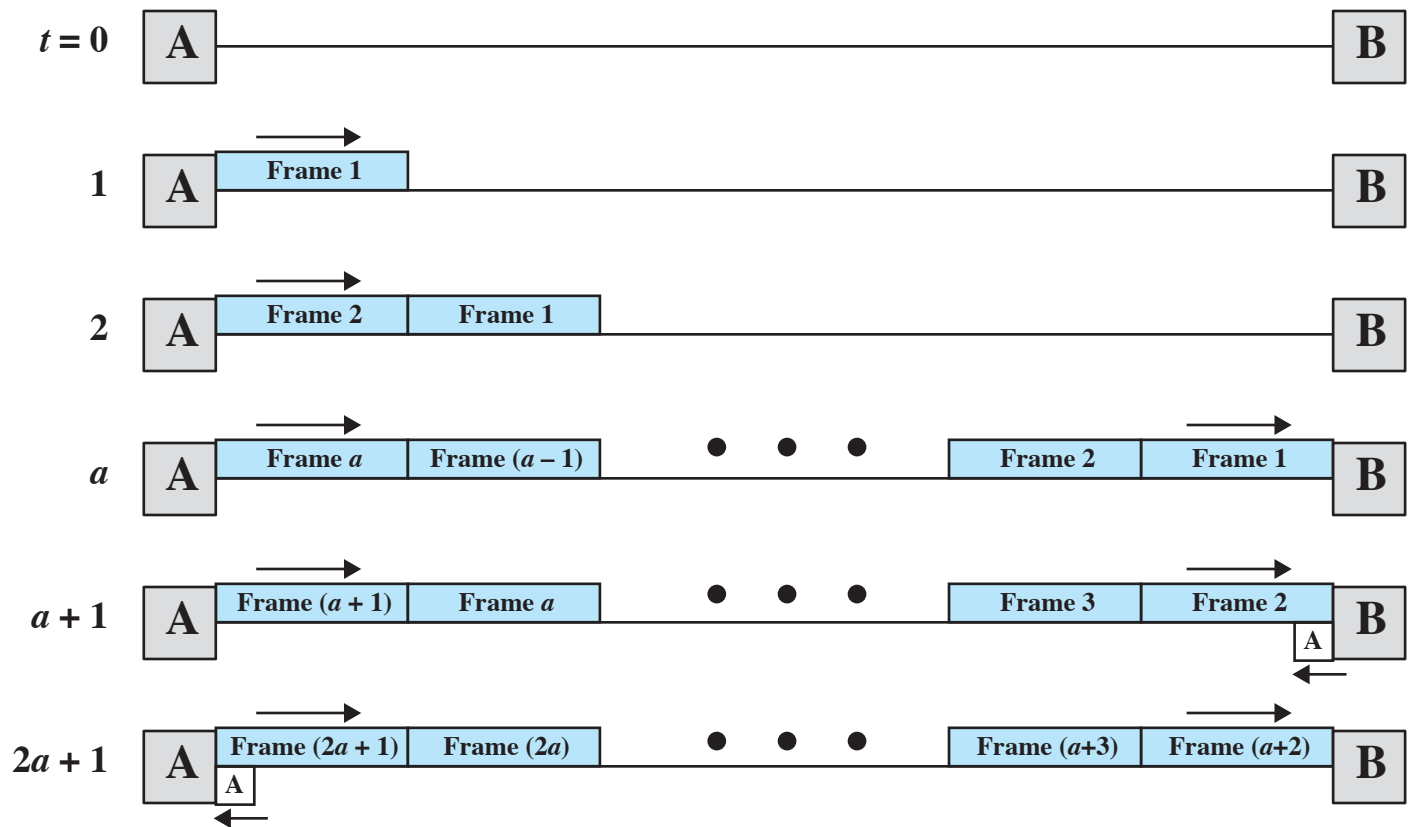 t = 0 A B
1 A Frame 1 B
2 A Frame 2 Frame 1 B
a A Frame a Frame (a – 1) Frame 2 Frame 1 B
a + 1 A Frame (a + 1) Frame a Frame 3 Frame 2 B
A
2a + 1 A Frame (2a + 1) Frame (2a) Frame (a+3) Frame (a+2) B
A